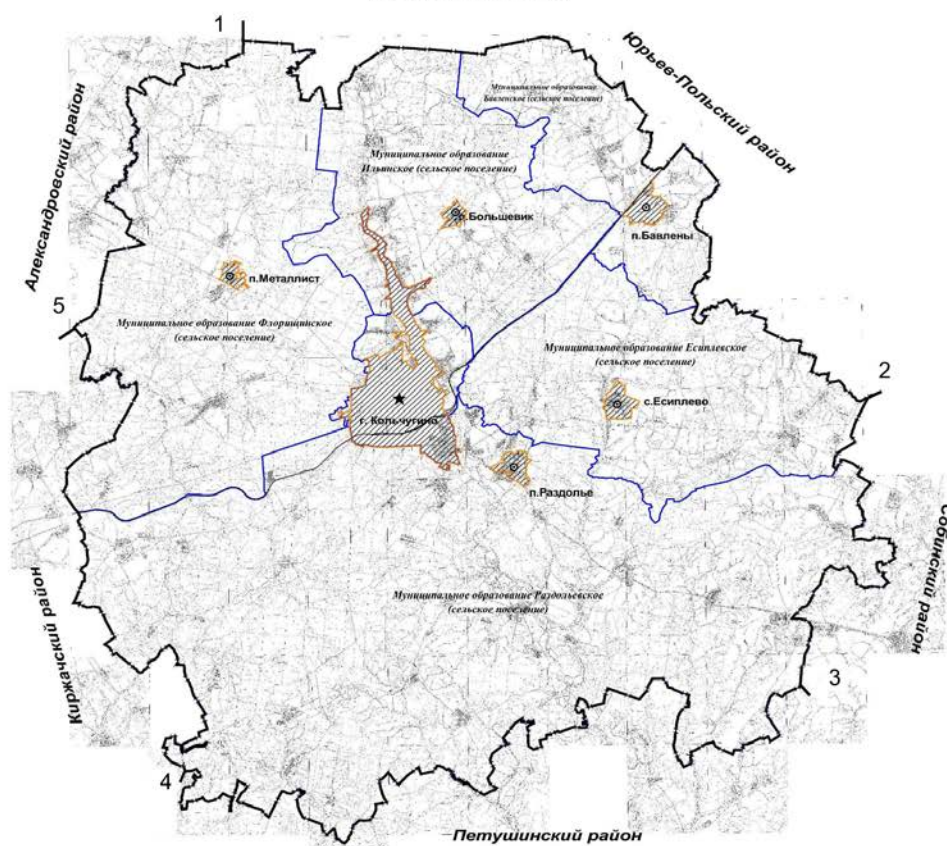 1
Юрьев-Польский район
Александровский район
Муниципальное образование
Бавленское (сельское поселение)
Муниципальное образование
Ильинское (сельское поселение)
п.Большевик
п.Бавлены
п.Металлист
5
Муниципальное образование Флорищинское
(сельское поселение)
Муниципальное образование Есиплевское
(сельское поселение)
2
с.Есиплево
г. Кольчугино
п.Раздолье
Собинский район
Муниципальное образование Раздольевское
(сельское поселение)
Киржачский район
3
4
Петушинский район